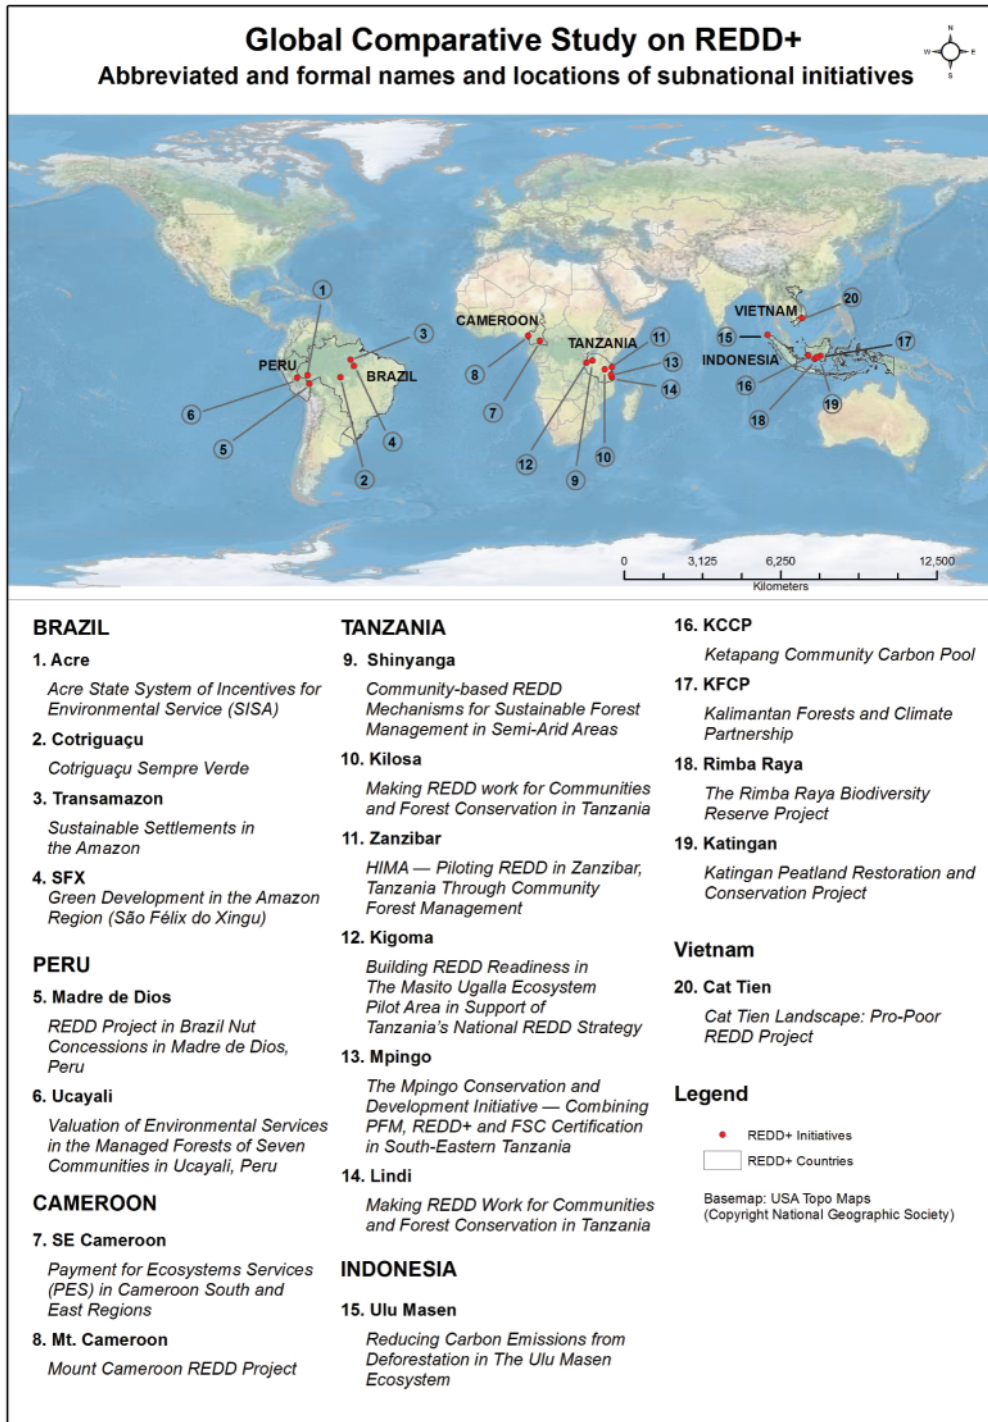 Global Comparative Study on REDD+
Abbreviated and formal names and locations of subnational initiatives
N
W
E
S
1
3
CAMEROON
TANZANIA
11
VIETNAM
20
15
17
PERU
BRAZIL
8
13
INDONESIA
6
7
14
16
5
4
18
19
2
12
9
10
0
3,125
6,250
12,500
Kilometers
BRAZIL
1. Acre
Acre State System of Incentives for
Environmental Service (SISA)
2. Cotriguaçu
Cotriguaçu Sempre Verde
3. Transamazon
Sustainable Settlements in
the Amazon
4. SFX
Green Development in the Amazon
Region (São Félix do Xingu)
PERU
5. Madre de Dios
REDD Project in Brazil Nut
Concessions in Madre de Dios,
Peru
6. Ucayali
Valuation of Environmental Services
in the Managed Forests of Seven
Communities in Ucayali, Peru
CAMEROON
7. SE Cameroon
Payment for Ecosystems Services
(PES) in Cameroon South and
East Regions
8. Mt. Cameroon
Mount Cameroon REDD Project
TANZANIA
9. Shinyanga
Community-based REDD
Mechanisms for Sustainable Forest
Management in Semi-Arid Areas
10. Kilosa
Making REDD work for Communities
and Forest Conservation in Tanzania
11. Zanzibar
HIMA — Piloting REDD in Zanzibar,
Tanzania Through Community
Forest Management
12. Kigoma
Building REDD Readiness in
The Masito Ugalla Ecosystem
Pilot Area in Support of
Tanzania's National REDD Strategy
13. Mpingo
The Mpingo Conservation and
Development Initiative — Combining
PFM, REDD+ and FSC Certification
in South-Eastern Tanzania
14. Lindi
Making REDD Work for Communities
and Forest Conservation in Tanzania
INDONESIA
15. Ulu Masen
Reducing Carbon Emissions from
Deforestation in The Ulu Masen
Ecosystem
16. KCCP
Ketapang Community Carbon Pool
17. KFCP
Kalimantan Forests and Climate
Partnership
18. Rimba Raya
The Rimba Raya Biodiversity
Reserve Project
19. Katingan
Katingan Peatland Restoration and
Conservation Project
Vietnam
20. Cat Tien
Cat Tien Landscape: Pro-Poor
REDD Project
Legend
REDD+ Initiatives
REDD+ Countries
Basemap: USA Topo Maps
(Copyright National Geographic Society)